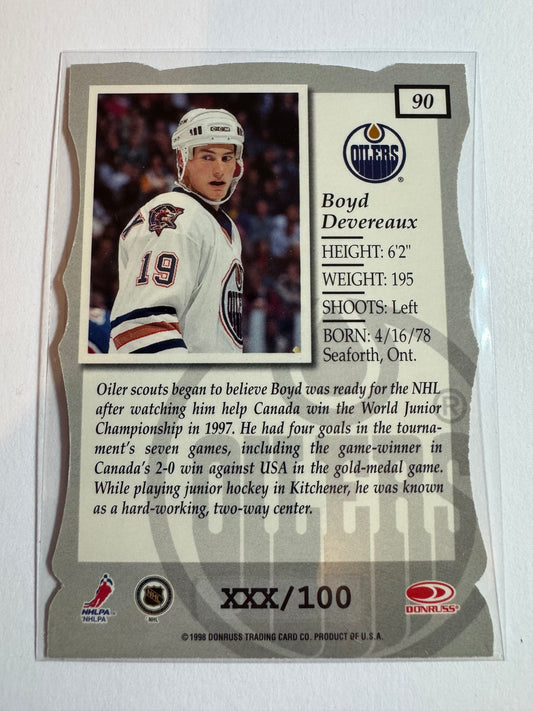 90
OILERS
®
Boyd
Devereaux
HEIGHT: 6'2"
WEIGHT: 195
SHOOTS: Left
BORN: 4/16/78
Seaforth, Ont.
19
Oiler scouts began to believe Boyd was ready for the NHL
after watching him help Canada win the World Junior
Championship in 1997. He had four goals in the tourna-
ment's seven games, including the game-winner in
Canada's 2-0 win against USA in the gold-medal game.
While playing junior hockey in Kitchener, he was known
as a hard-working, two-way center.
OILERS
®
NHLPA™
NHLPA
NHL
NHL
XXX/100
DONRUSS®
©1998 DONRUSS TRADING CARD CO. PRODUCT OF U.S.A.